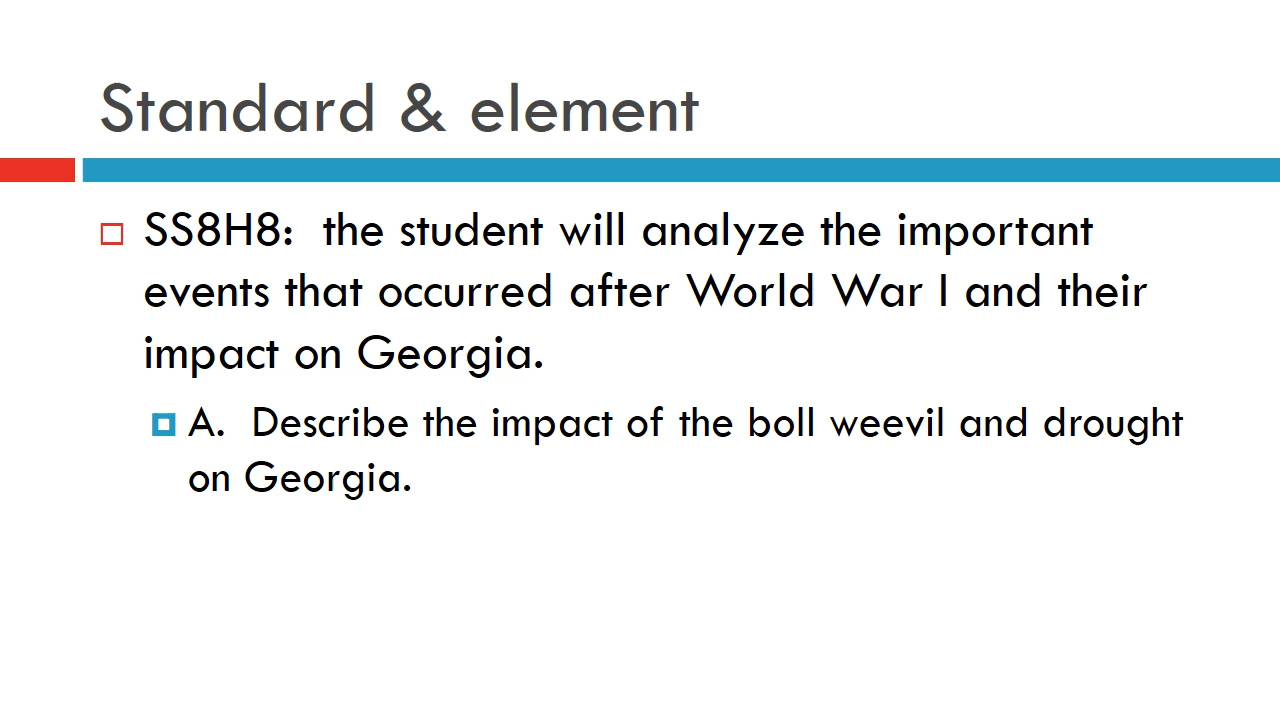 Standard & element
SS8H8:  the student will analyze the important
events that occurred after World War I and their
impact on Georgia.
A.  Describe the impact of the boll weevil and drought
on Georgia.